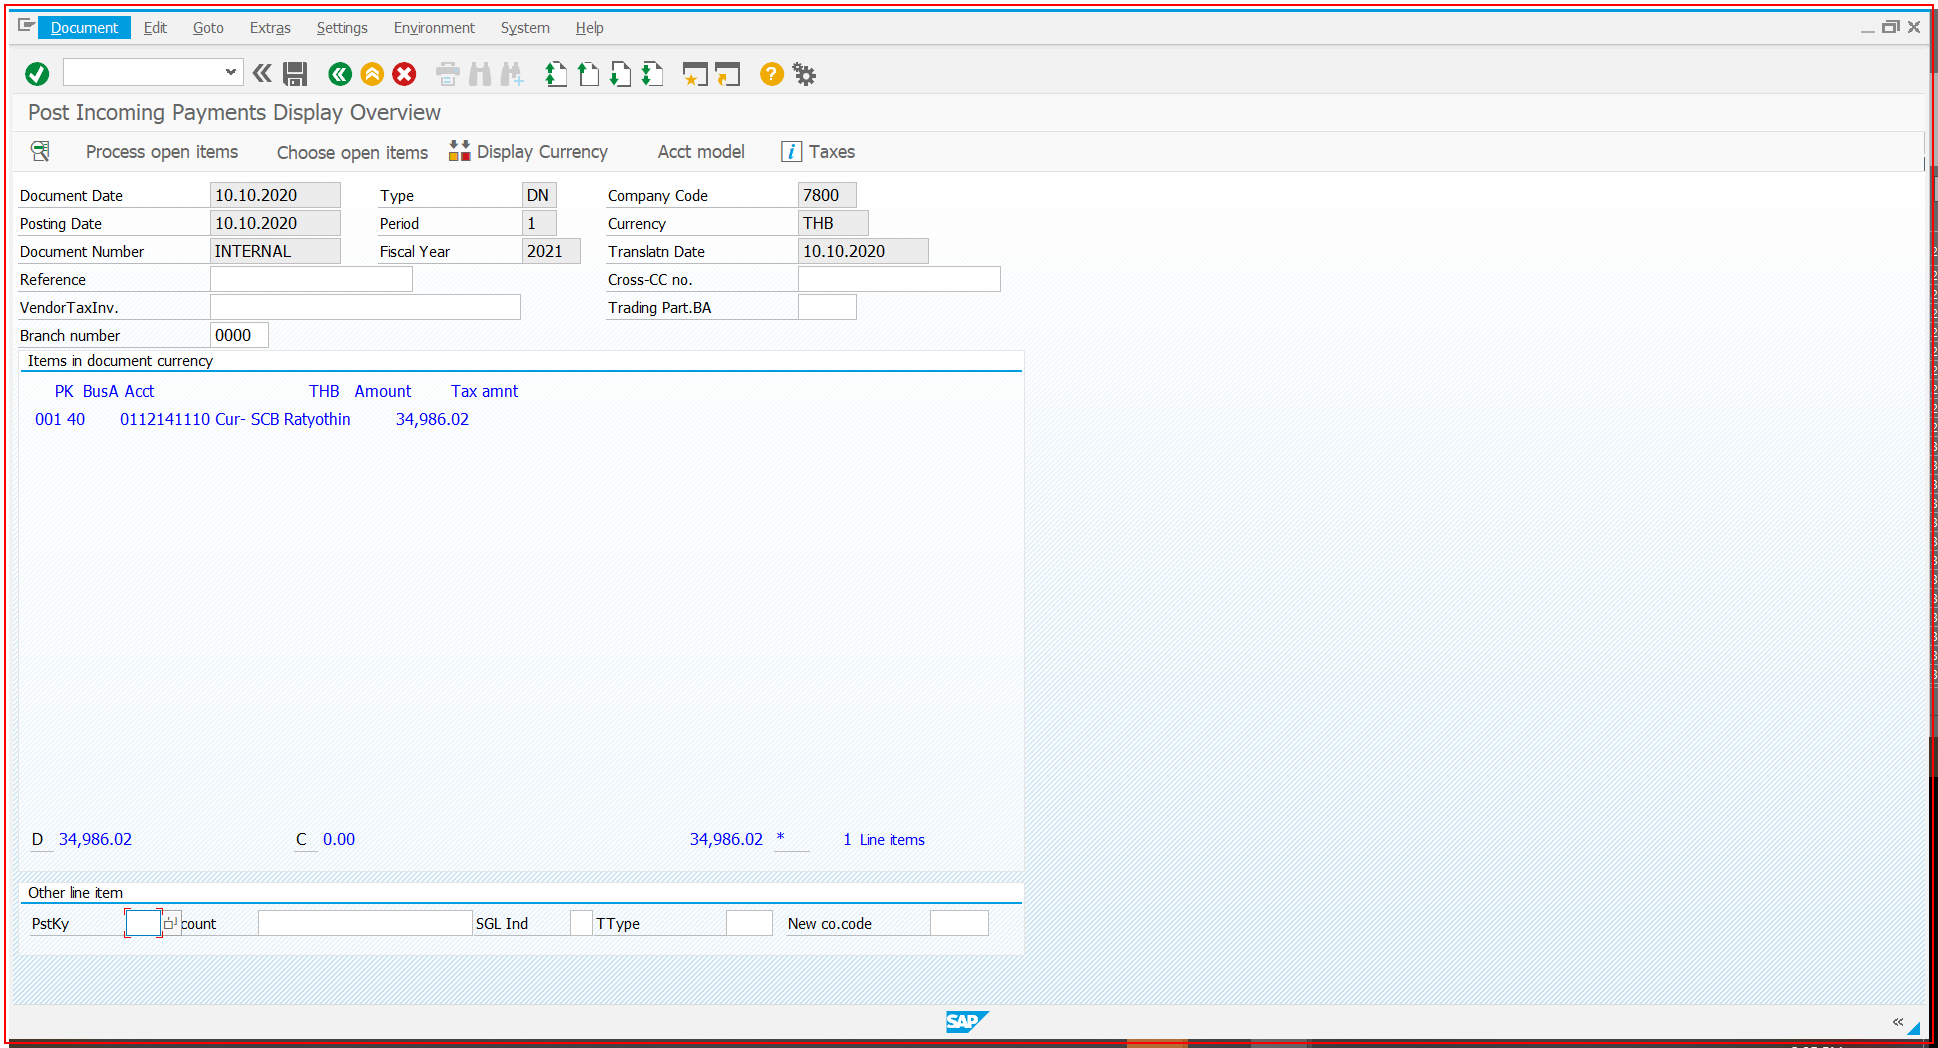 Document Edit Goto Extras Settings Environment System Help
Post Incoming Payments Display Overview
Process open items Choose open items Display Currency Acct model i Taxes
Document Date 10.10.2020 Type DN Company Code 7800
Posting Date 10.10.2020 Period 1 Currency THB
Document Number INTERNAL Fiscal Year 2021 Translatn Date 10.10.2020
Reference Cross-CC no.
VendorTaxInv. Trading Part.BA
Branch number 0000
Items in document currency
PK BusA Acct THB Amount Tax amnt
001 40 0112141110 Cur- SCB Ratyothin 34,986.02
D 34,986.02 C 0.00 34,986.02 * 1 Line items
Other line item
PstKy count SGL Ind TType New co.code
SAP